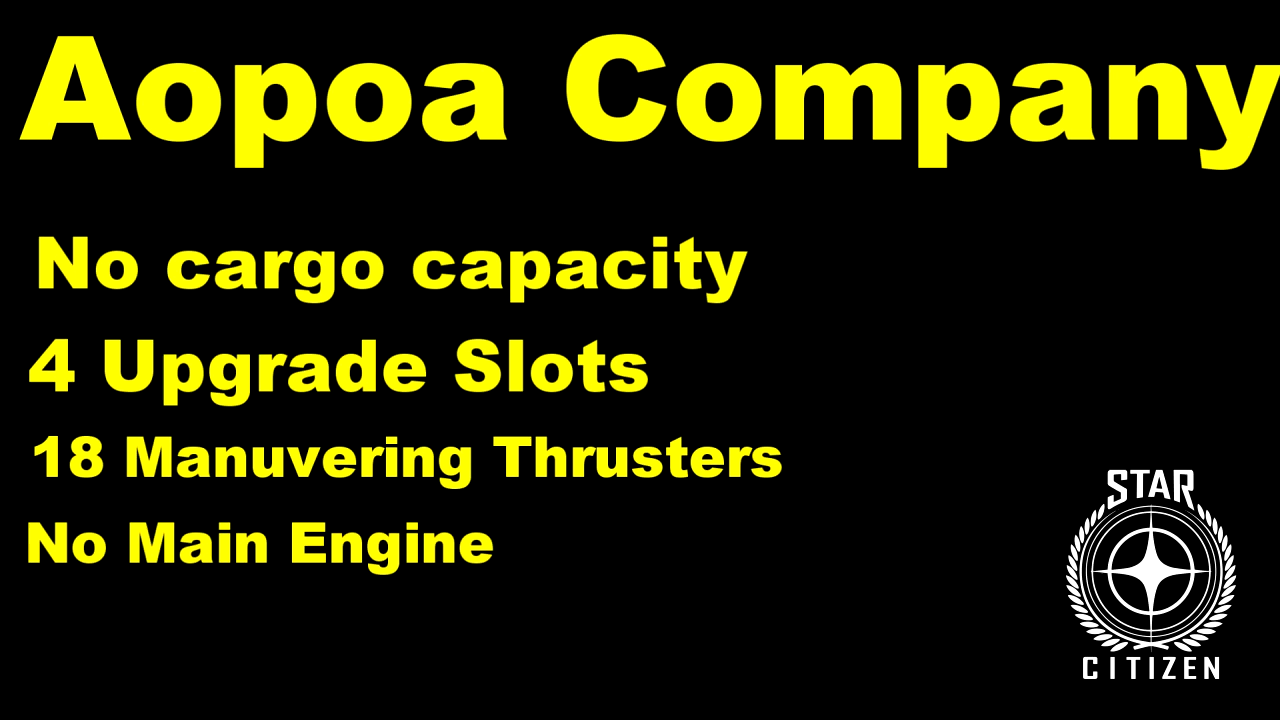 Aopoa Company
No cargo capacity
4 Upgrade Slots
18 Manuvering Thrusters
No Main Engine
STAR
CITIZEN